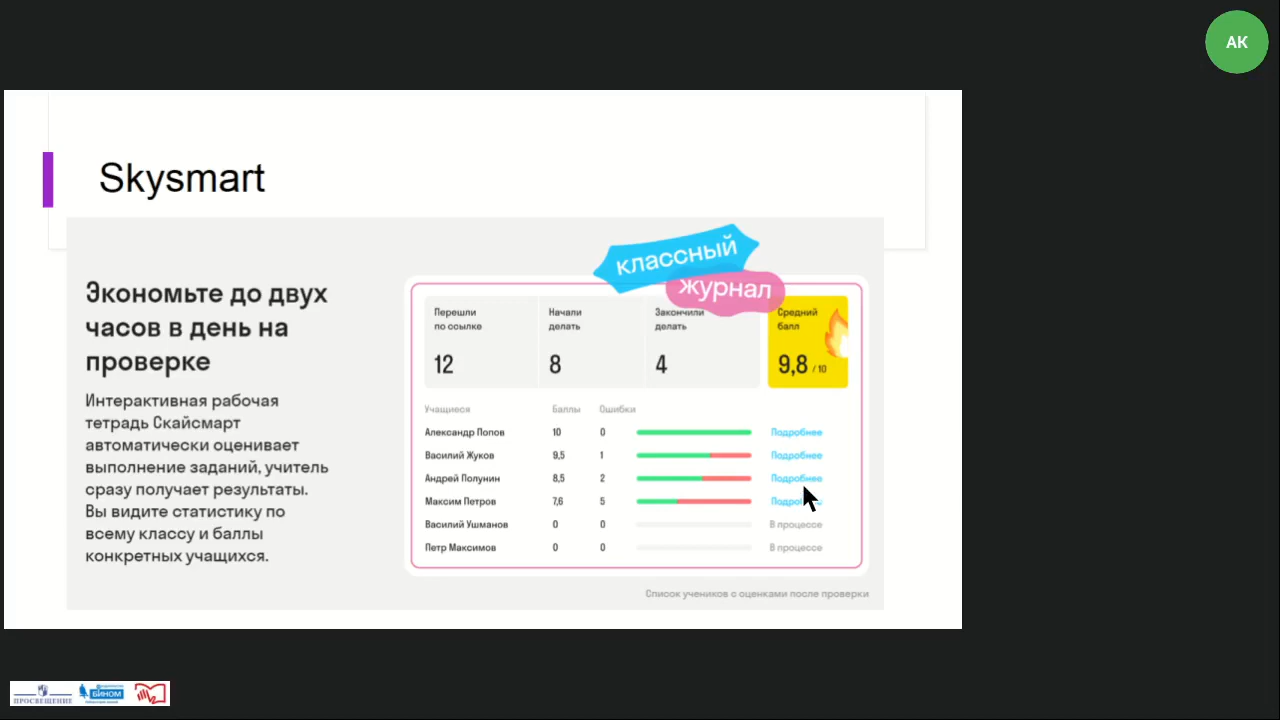 АК
Skysmart
Экономьте до двух
часов в день на
проверке
Интерактивная рабочая
тетрадь Скайсмарт
автоматически оценивает
выполнение заданий, учитель
сразу получает результаты.
Вы видите статистику по
всему классу и баллы
конкретных учащихся.
классный
журнал
Перешли
по ссылке
12
Начали
делать
8
Закончили
делать
4
Средний
балл
9,8 / 10
Учащиеся Баллы Ошибки
Александр Попов 10 0 Подробнее
Василий Жуков 9,5 1 Подробнее
Андрей Полунин 8,5 2 Подробнее
Максим Петров 7,6 5
Василий Ушманов 0 0 В процессе
Петр Максимов 0 0 В процессе
Список учеников с оценками после проверки
ПРОСВЕЩЕНИЕ БИНОМ